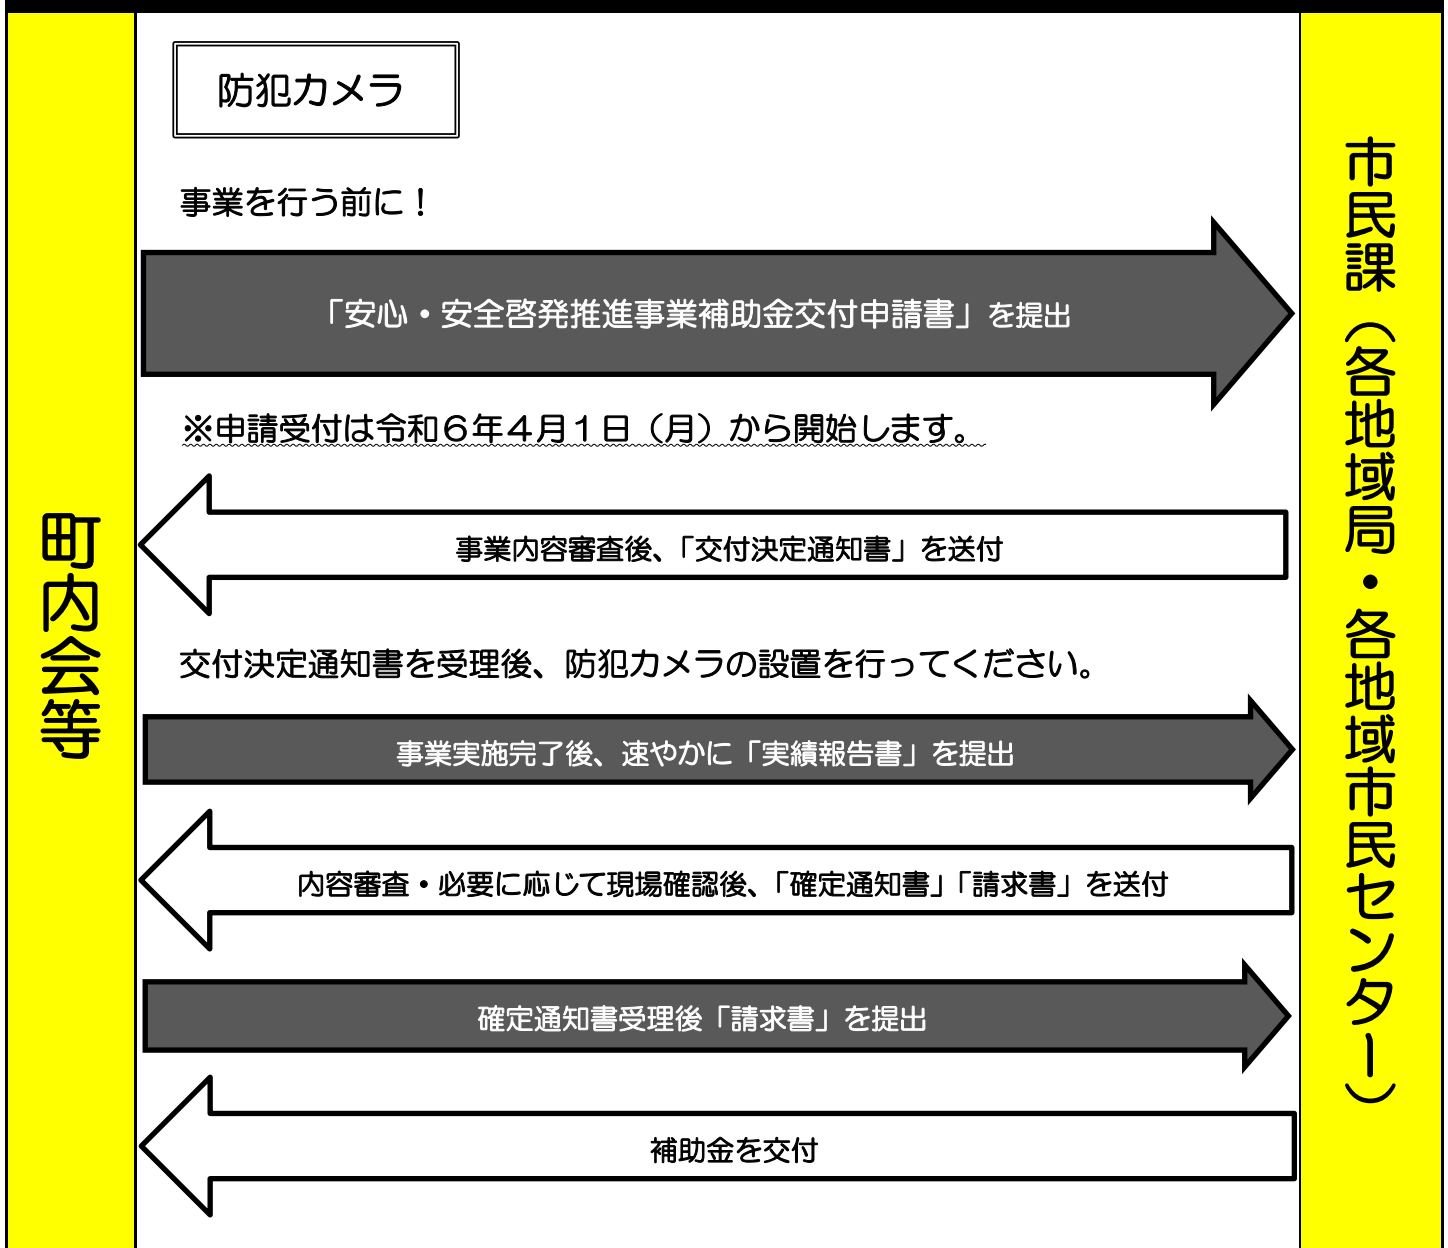 防犯カメラ
事業を行う前に！
「安心・安全啓発推進事業補助金交付申請書」を提出
※申請受付は令和６年４月１日（月）から開始します。
事業内容審査後、「交付決定通知書」を送付
交付決定通知書を受理後、防犯カメラの設置を行ってください。
事業実施完了後、速やかに「実績報告書」を提出
内容審査・必要に応じて現場確認後、「確定通知書」「請求書」を送付
確定通知書受理後「請求書」を提出
補助金を交付
町内会等
市民課（各地域局・各地域市民センター）